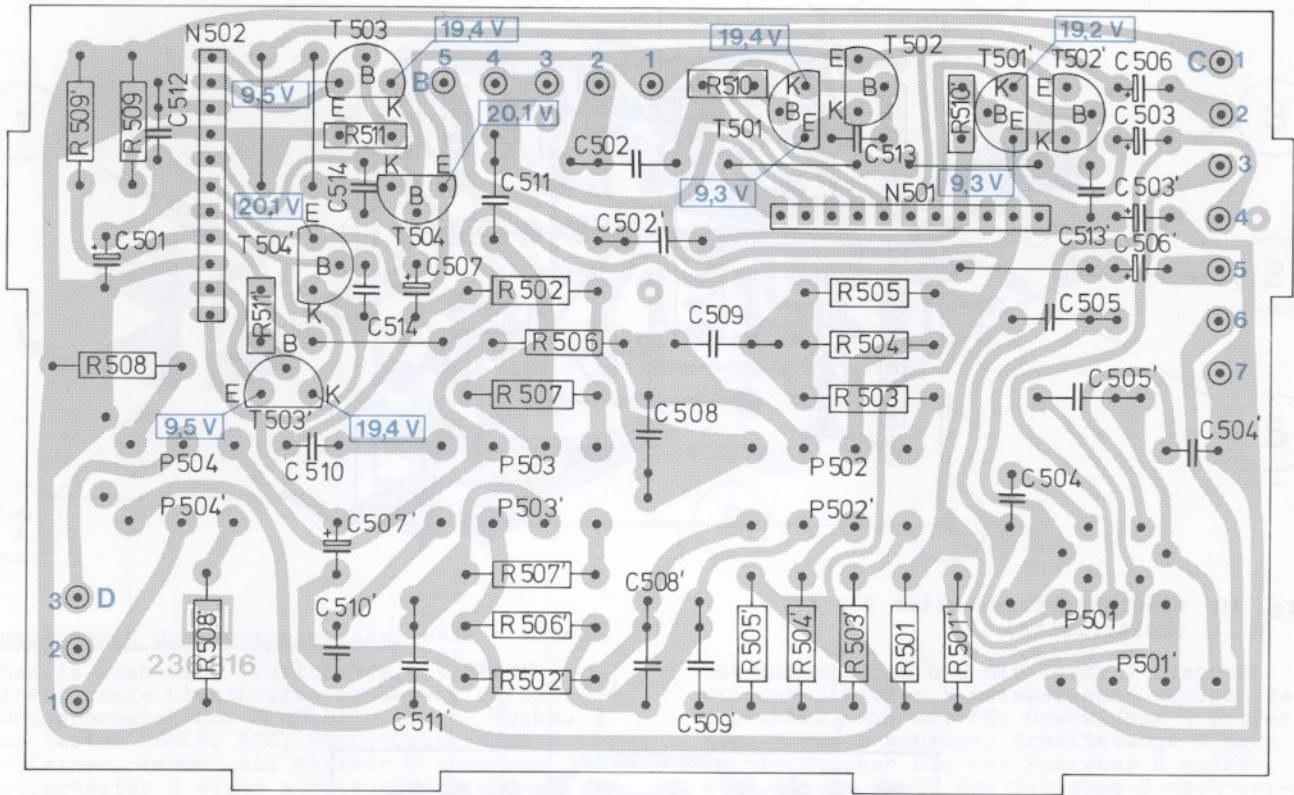 N502
T503
19,4 V
5 4 3 2 1
B
19,4 V
T502
19,2 V
T501' T502'
C506
C 1
R509'
R509
C512
9,5 V
B
E K
R511
R510
K
B
E
T501
E
B
K
R510'
K
B
E
E
B
K
C503
2
20,1 V
C502
C513
3
C514
K E
B
T504
C511
9,3 V
9,3 V
N501
C503'
4
20,1 V
E
T504'
B
K
C501
C502'
C513'
C506'
5
C507
R502
R505
C505
6
R511'
C514
R506
C509
R504
R508
B
E K
T503'
R507
R503
C505'
7
9,5 V
19,4 V
C508
C504'
P504
C510
P503
P502
C504
P504'
C507'
P503'
P502'
3 D
R507'
C508'
2
R508'
236 616
C510'
R506'
R505'
R504'
R503'
R501
R501'
P501
1
C511'
R502'
C509'
P501'